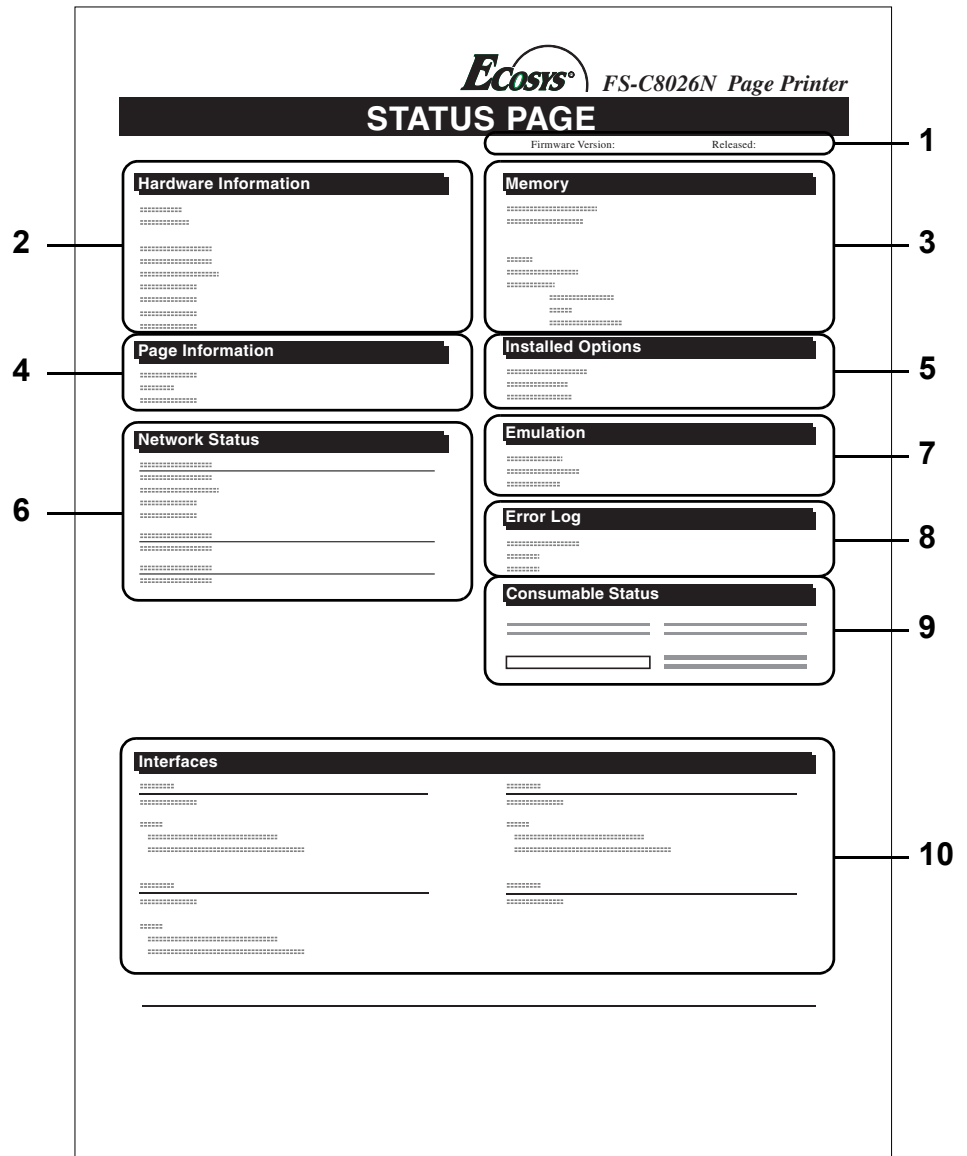 Ecosys FS-C8026N Page Printer
STATUS PAGE
Firmware Version: Released:
1
Hardware Information
2
Memory
3
Page Information
4
Installed Options
5
Network Status
6
Emulation
7
Error Log
8
Consumable Status
9
Interfaces
10